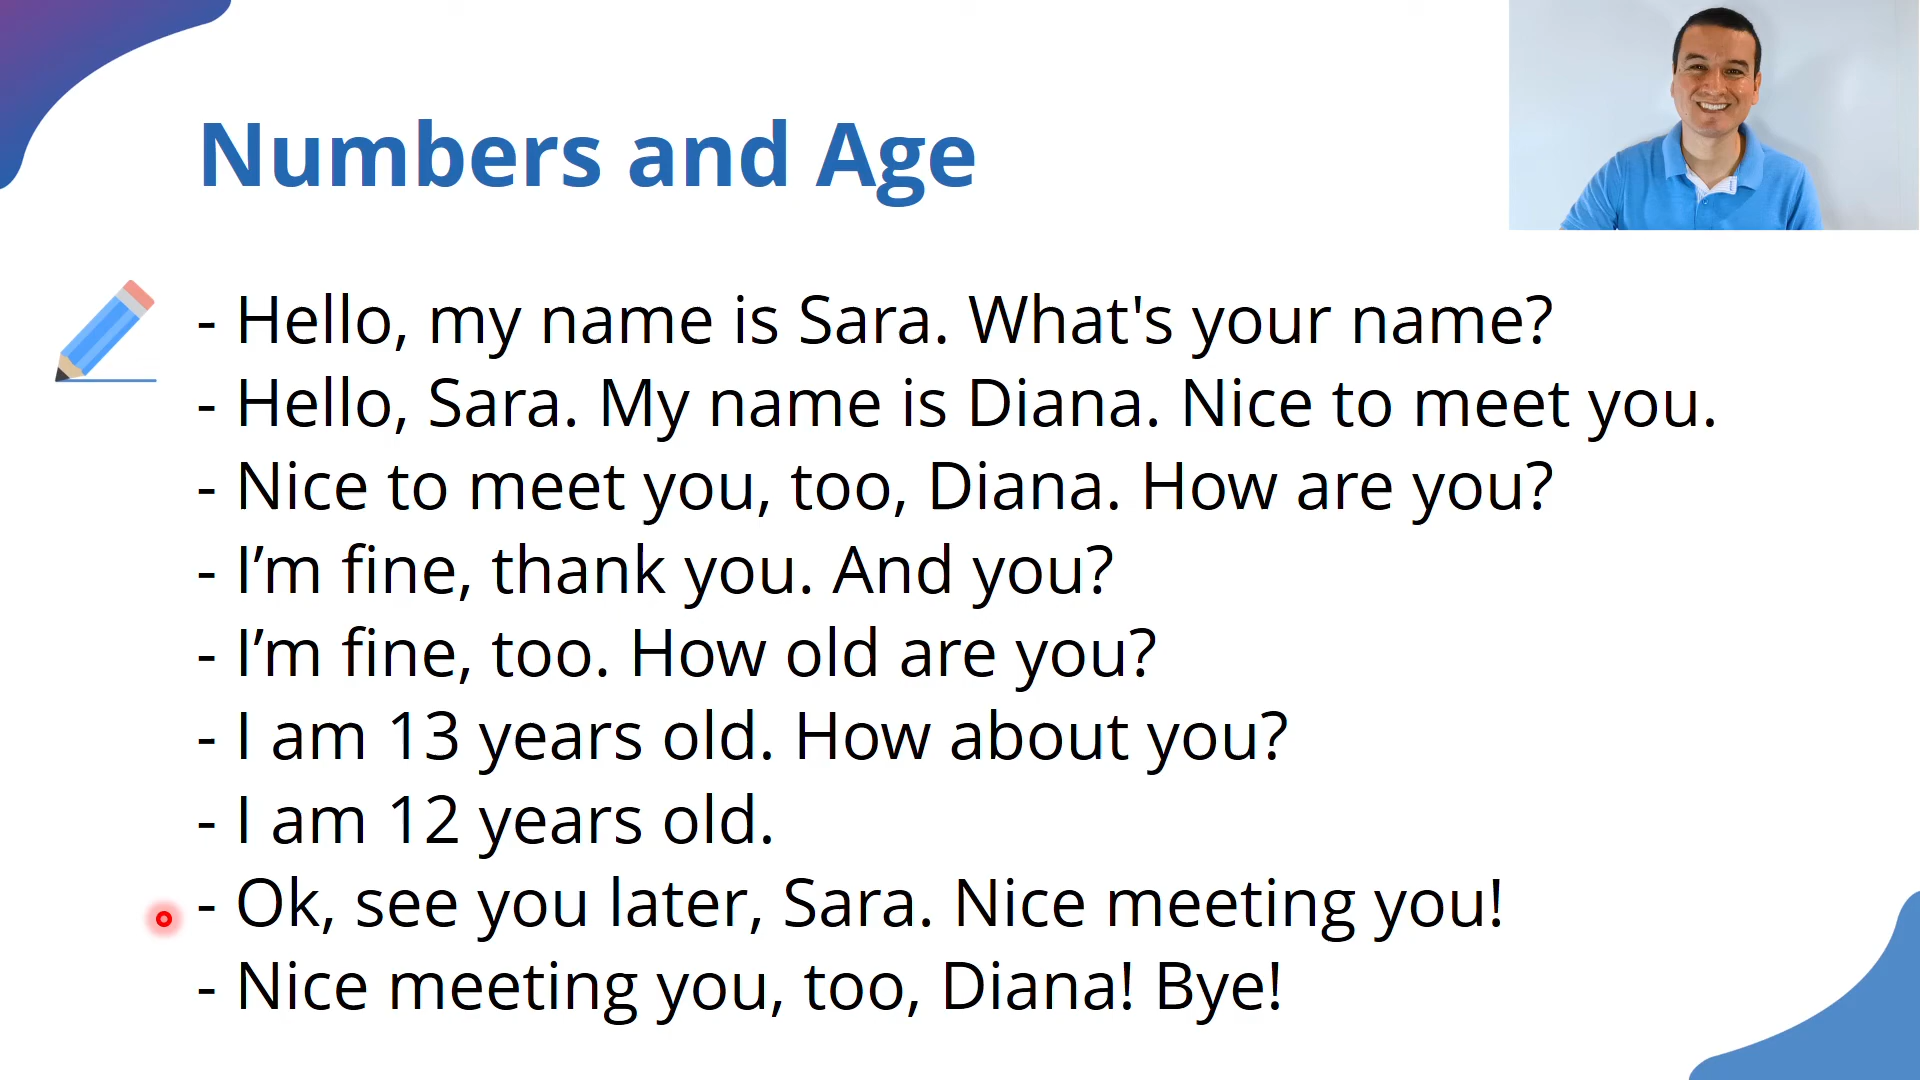 Numbers and Age
- Hello, my name is Sara. What's your name?
- Hello, Sara. My name is Diana. Nice to meet you.
- Nice to meet you, too, Diana. How are you?
- I’m fine, thank you. And you?
- I’m fine, too. How old are you?
- I am 13 years old. How about you?
- I am 12 years old.
- Ok, see you later, Sara. Nice meeting you!
- Nice meeting you, too, Diana! Bye!